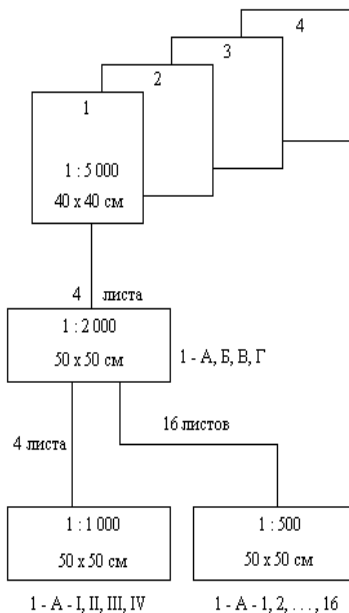 4
3
2
1
1 : 5 000
40 х 40 см
4 листа
1 : 2 000
50 х 50 см
1 - А, Б, В, Г
16 листов
4 листа
1 : 1 000
50 х 50 см
1 : 500
50 х 50 см
1 - А - I, II, III, IV
1 - А - 1, 2, . . . , 16